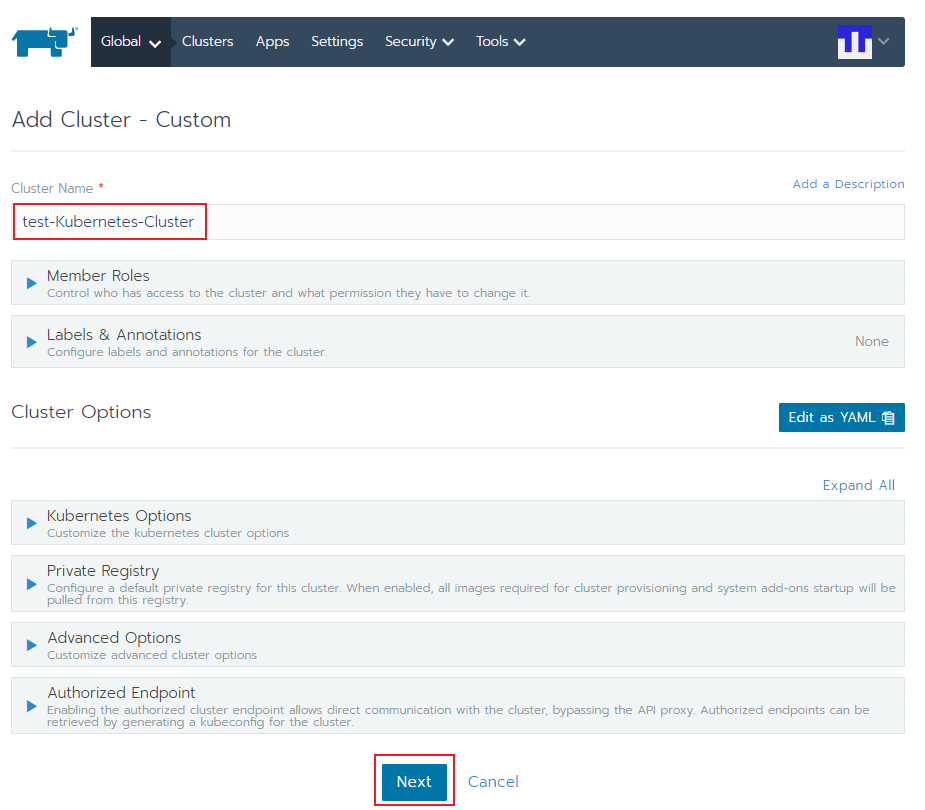 Global Clusters Apps Settings Security Tools
Add Cluster - Custom
Cluster Name *
Add a Description
test-Kubernetes-Cluster
Member Roles
Control who has access to the cluster and what permission they have to change it.
Labels & Annotations
Configure labels and annotations for the cluster.
None
Cluster Options
Edit as YAML
Expand All
Kubernetes Options
Customize the kubernetes cluster options
Private Registry
Configure a default private registry for this cluster. When enabled, all images required for cluster provisioning and system add-ons startup will be
pulled from this registry.
Advanced Options
Customize advanced cluster options
Authorized Endpoint
Enabling the authorized cluster endpoint allows direct communication with the cluster, bypassing the API proxy. Authorized endpoints can be
retrieved by generating a kubeconfig for the cluster.
Next Cancel